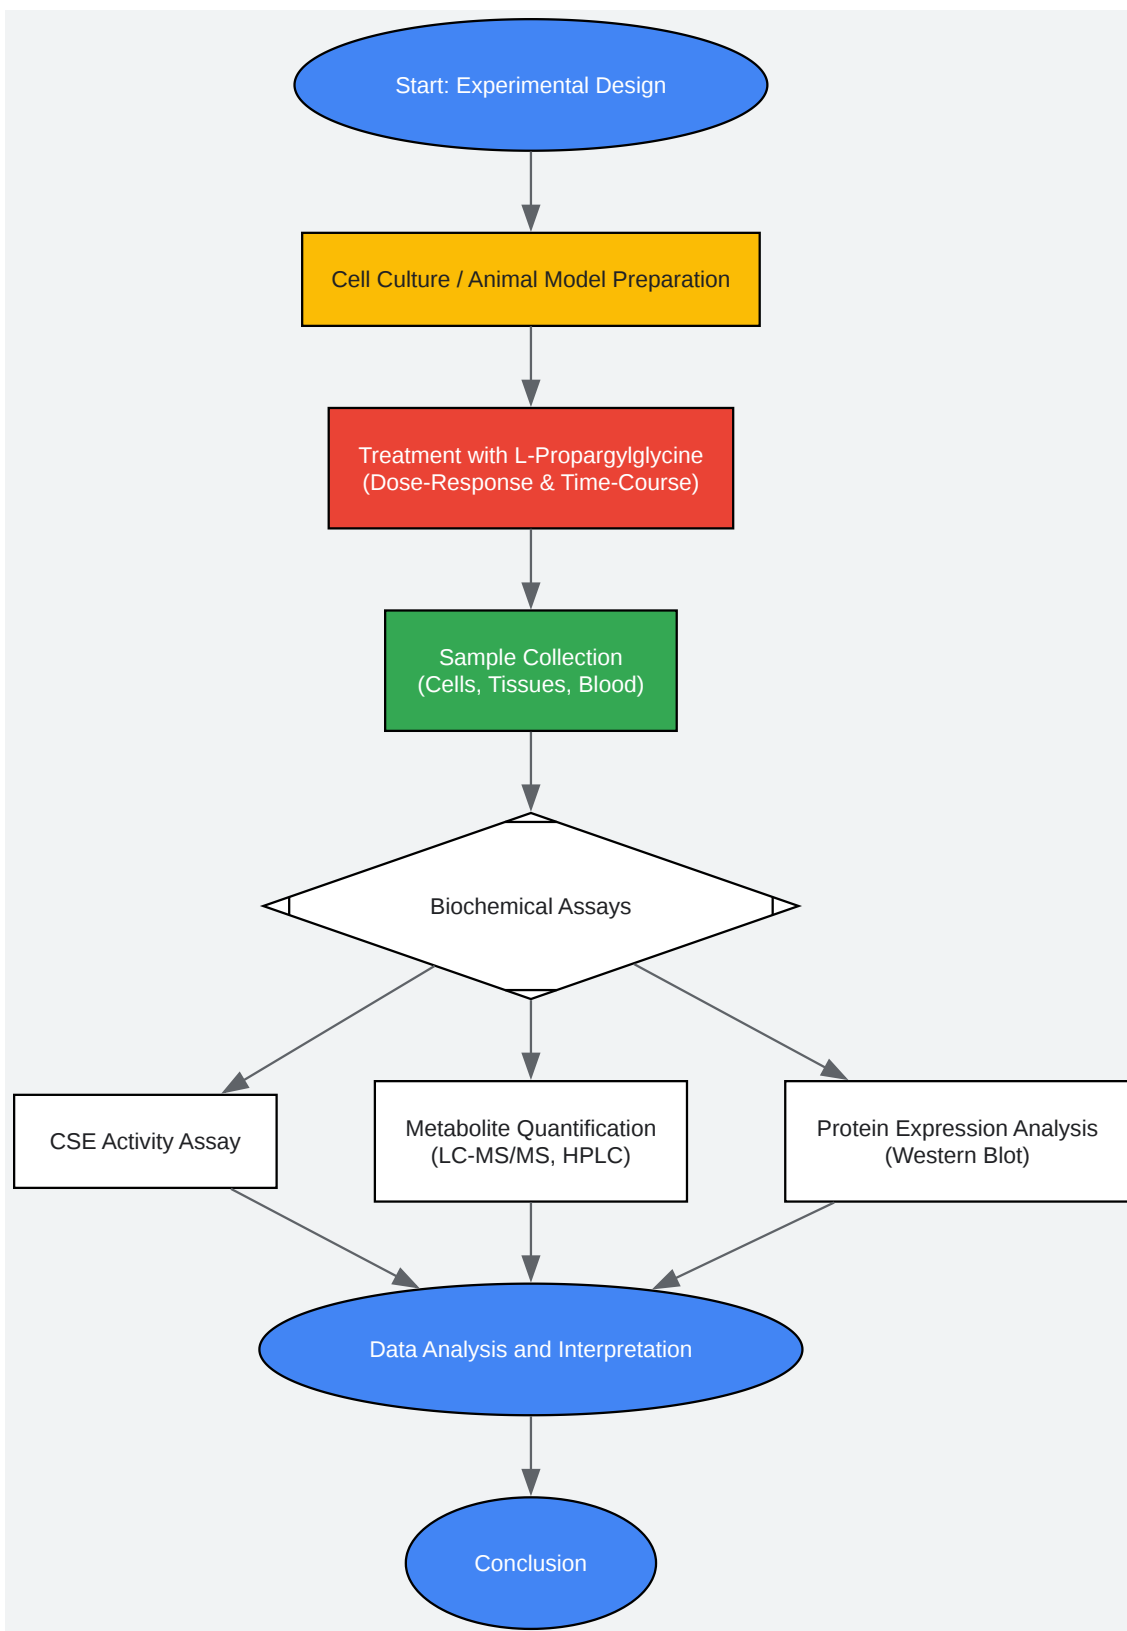 Start: Experimental Design
Cell Culture / Animal Model Preparation
Treatment with L-Propargylglycine
(Dose-Response & Time-Course)
Sample Collection
(Cells, Tissues, Blood)
Biochemical Assays
CSE Activity Assay
Metabolite Quantification
(LC-MS/MS, HPLC)
Protein Expression Analysis
(Western Blot)
Data Analysis and Interpretation
Conclusion